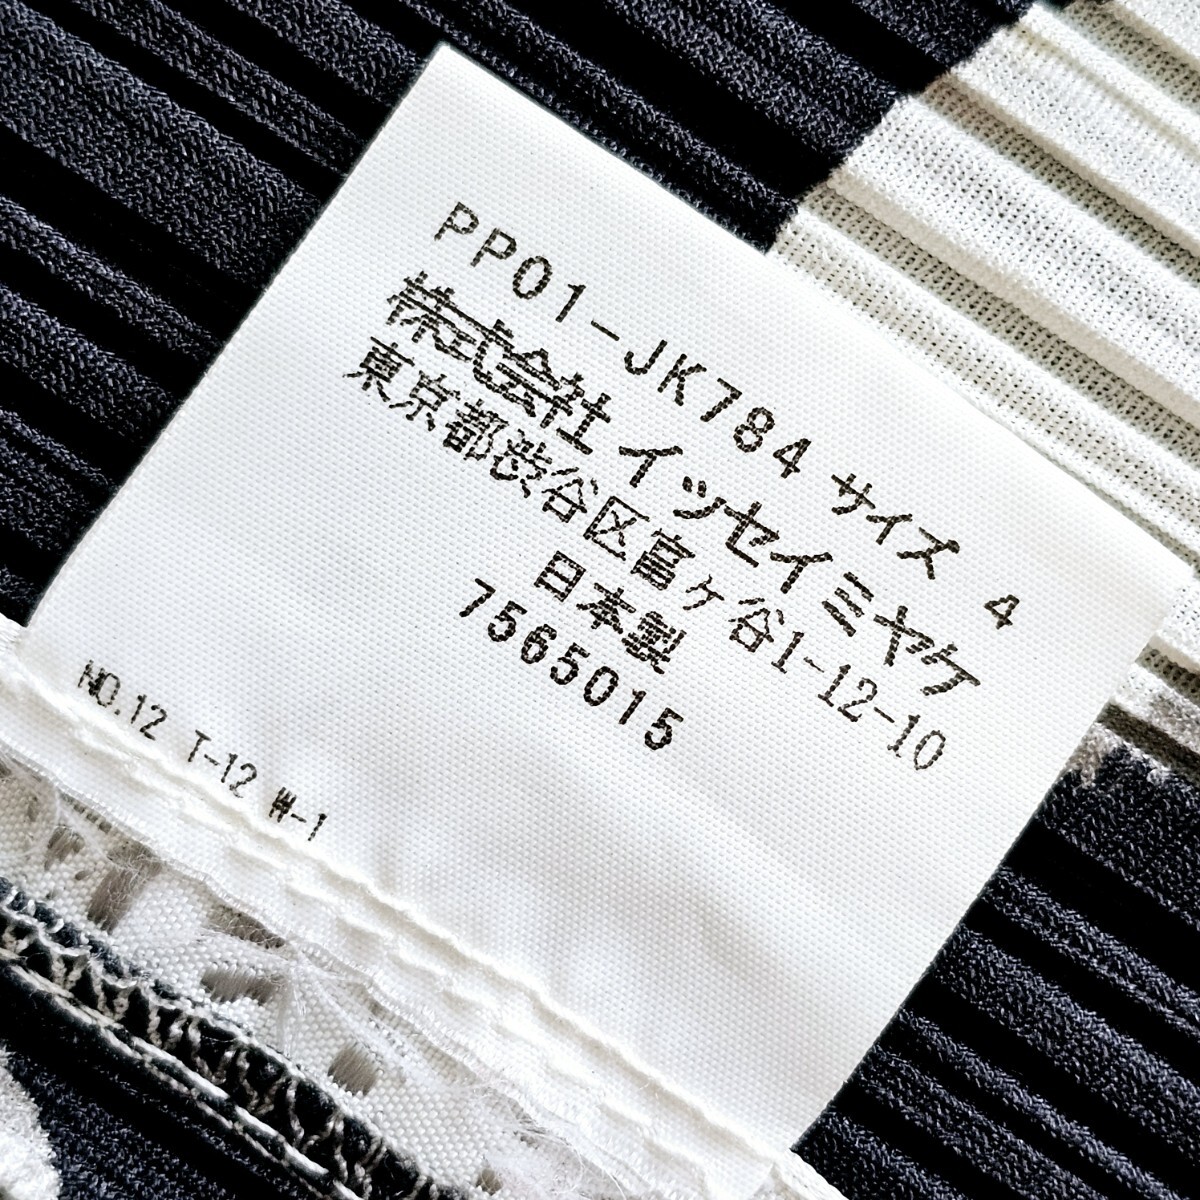 PP01-JK784 サイズ 4
株式会社 イッセイミヤケ
東京都渋谷区富ヶ谷1-12-10
日本製
7565015
NO.12 T-12 W-1